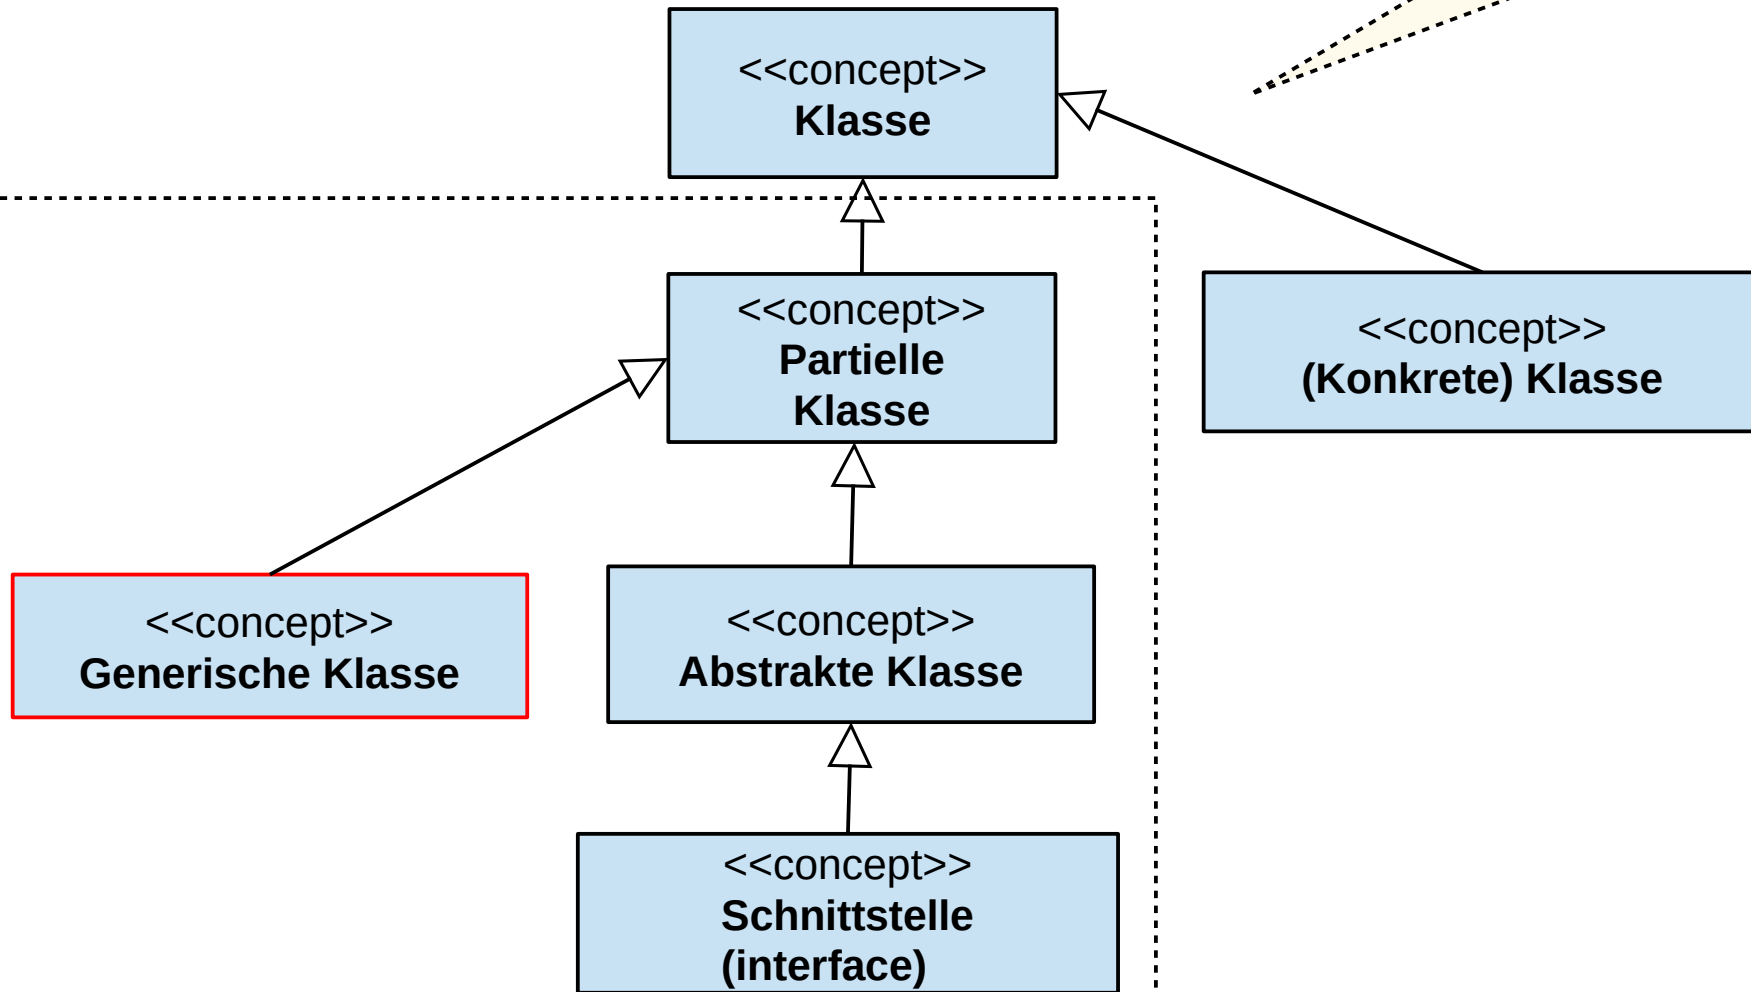 <<concept>>
Klasse
<<concept>>
Partielle
Klasse
<<concept>>
(Konkrete) Klasse
<<concept>>
Generische Klasse
<<concept>>
Abstrakte Klasse
<<concept>>
Schnittstelle
(interface)